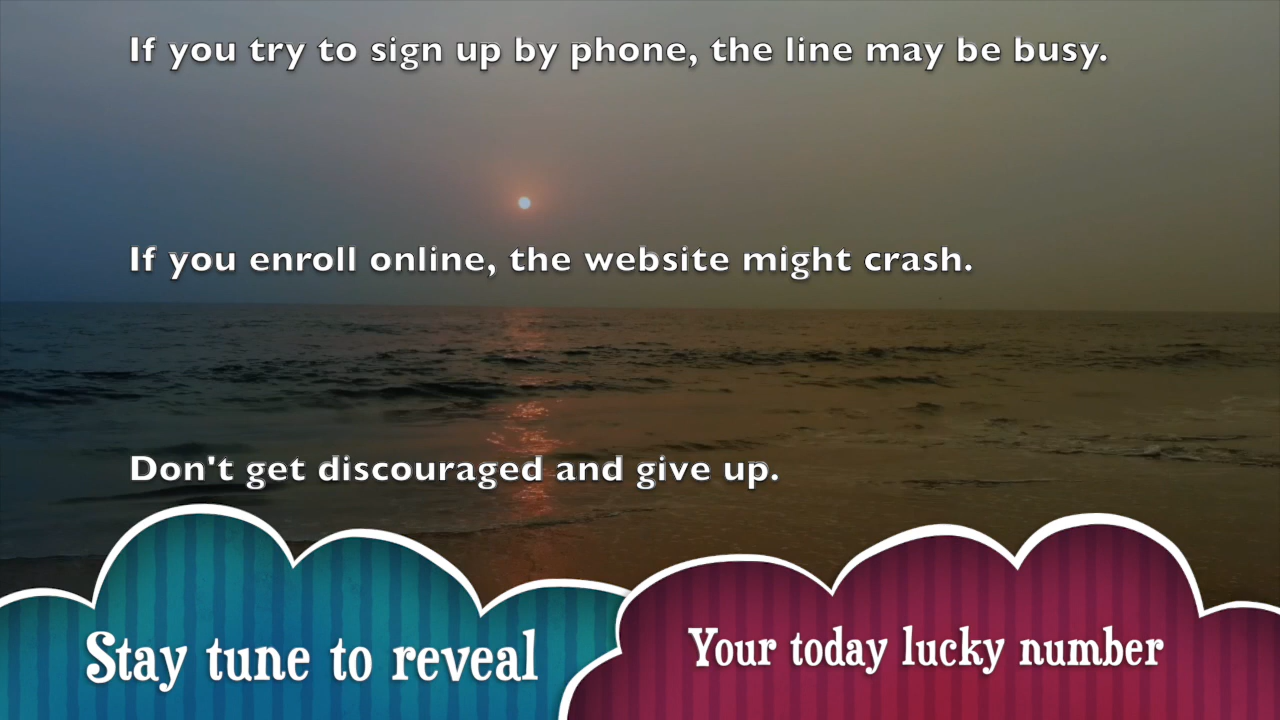 If you try to sign up by phone, the line may be busy.
If you enroll online, the website might crash.
Don't get discouraged and give up.
Stay tune to reveal
Your today lucky number